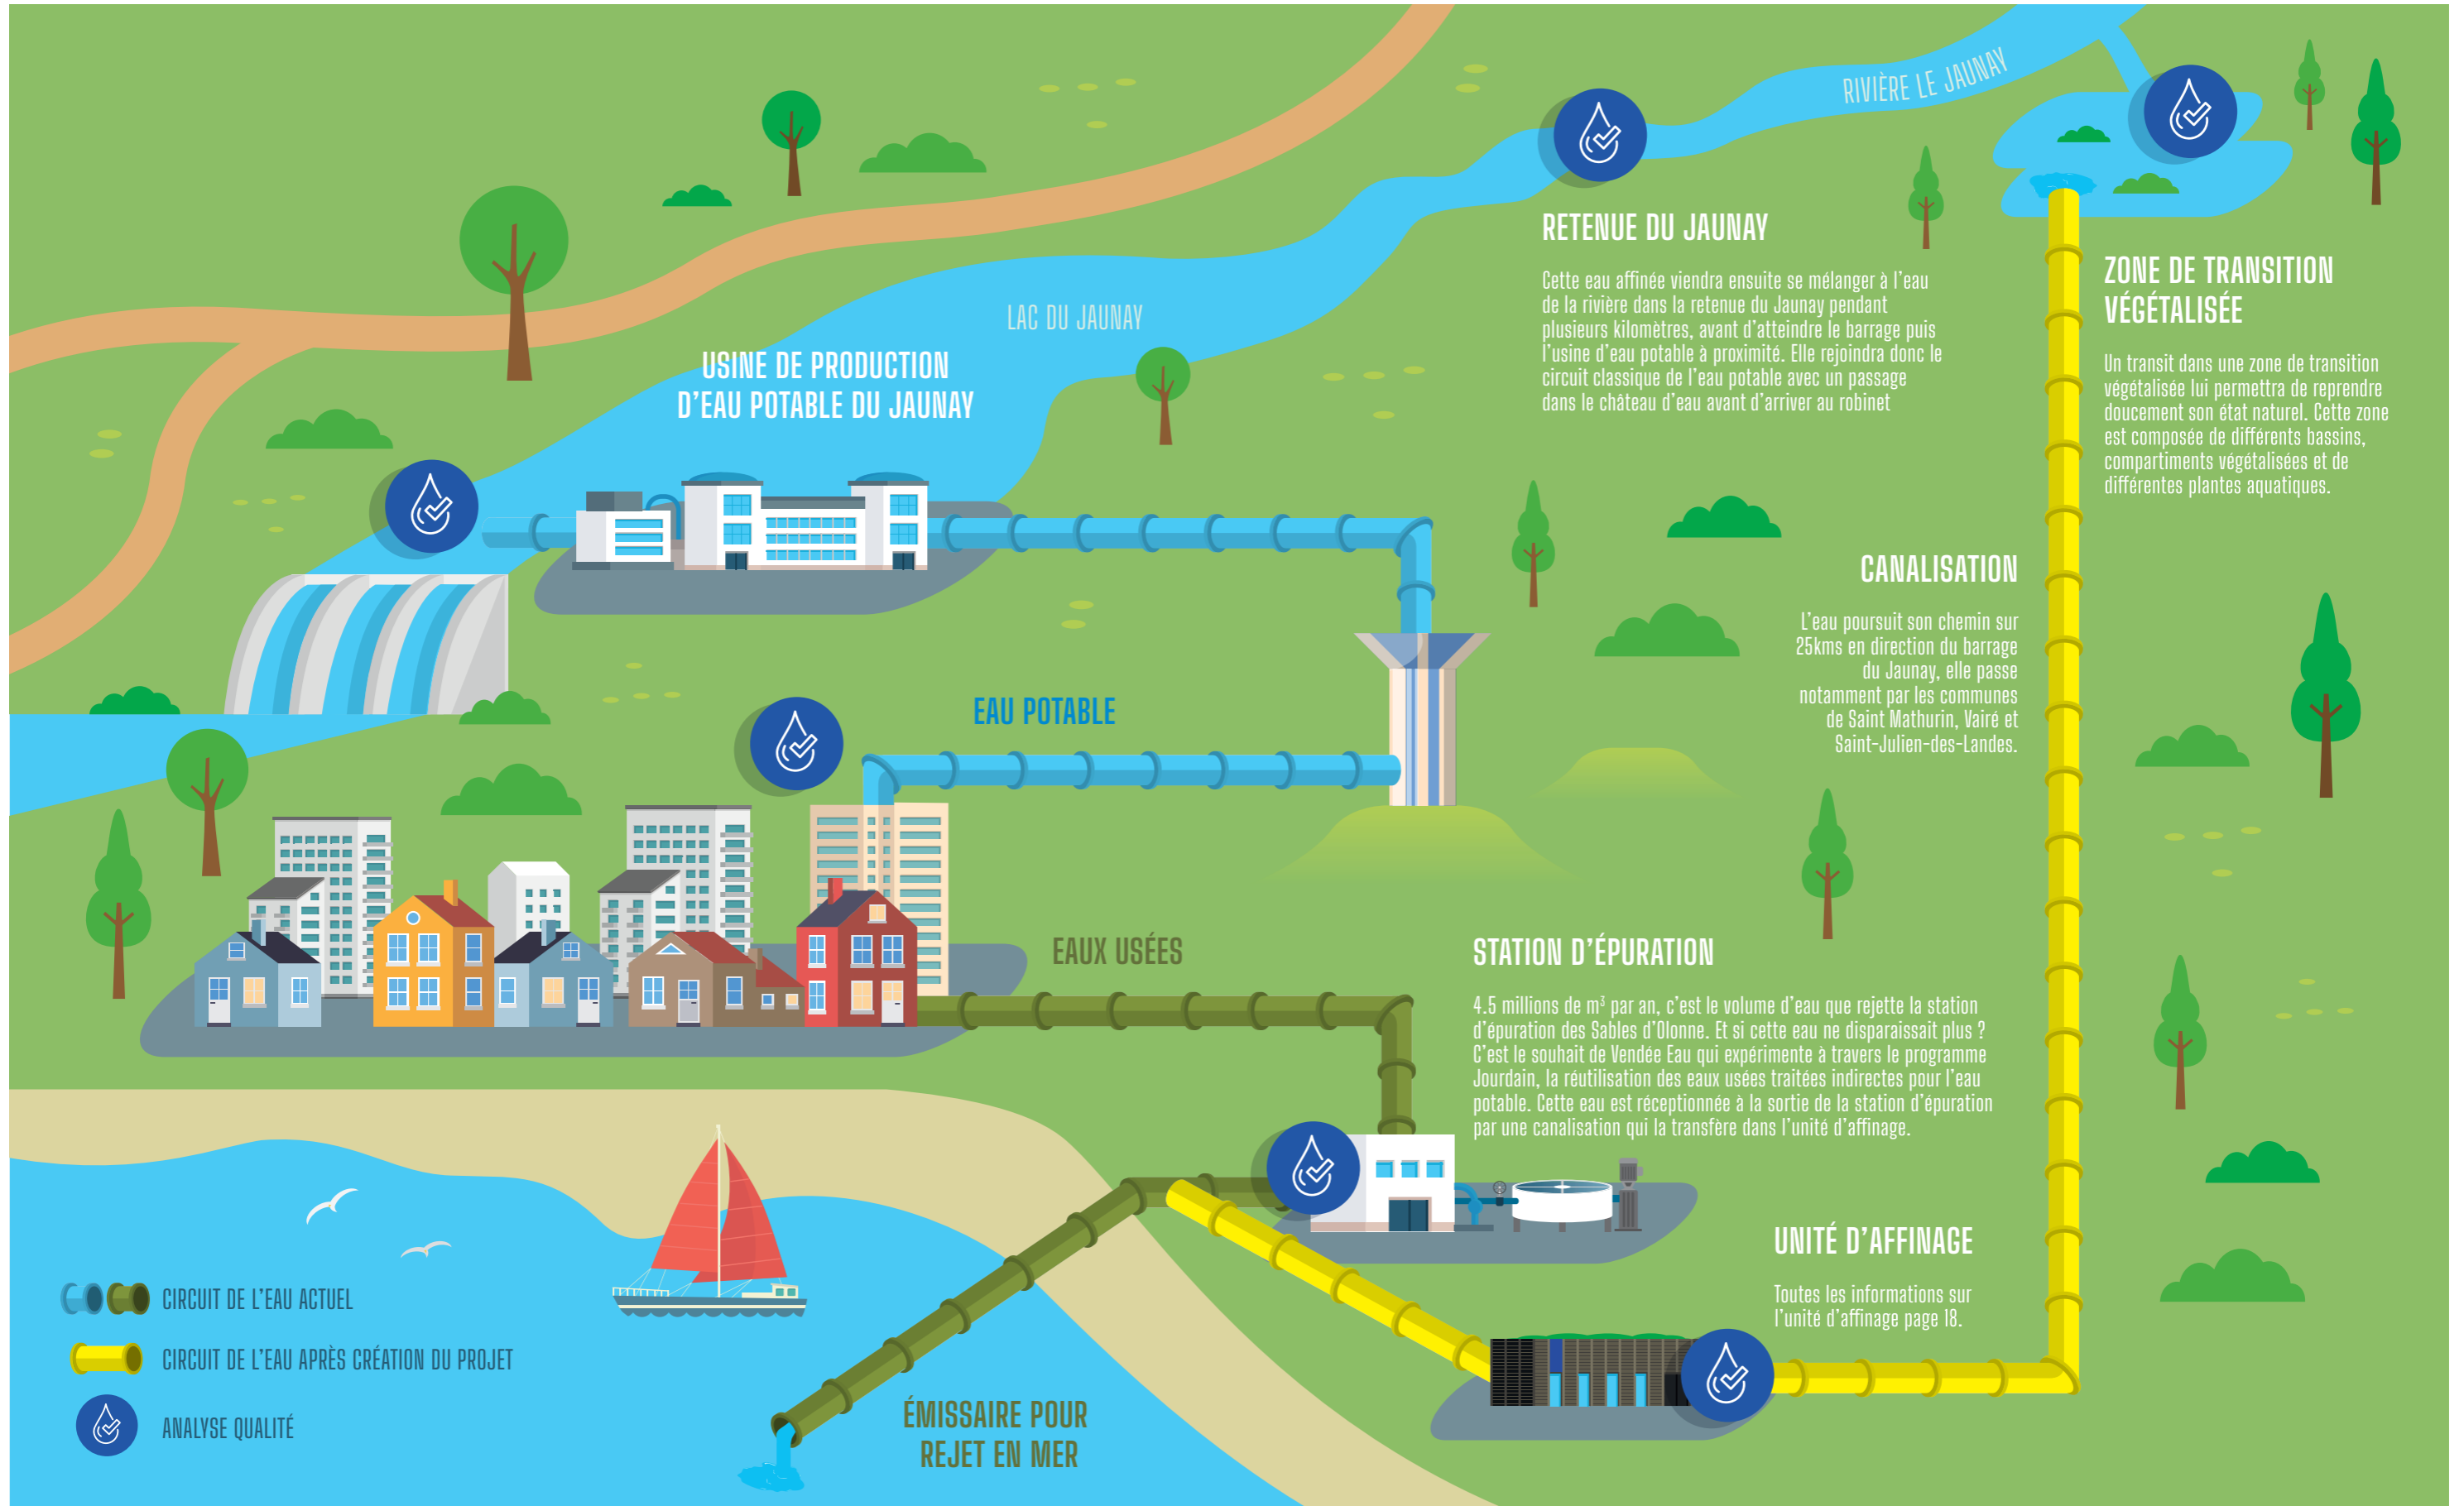 RIVIÈRE LE JAUNAY
RETENUE DU JAUNAY
Cette eau affinée viendra ensuite se mélanger à l'eau
de la rivière dans la retenue du Jaunay pendant
plusieurs kilomètres, avant d'atteindre le barrage puis
l'usine d'eau potable à proximité. Elle rejoindra donc le
circuit classique de l'eau potable avec un passage
dans le château d'eau avant d'arriver au robinet
ZONE DE TRANSITION
VÉGÉTALISÉE
Un transit dans une zone de transition
végétalisée lui permettra de reprendre
doucement son état naturel. Cette zone
est composée de différents bassins,
compartiments végétalisées et de
différentes plantes aquatiques.
LAC DU JAUNAY
USINE DE PRODUCTION
D'EAU POTABLE DU JAUNAY
CANALISATION
L'eau poursuit son chemin sur
25kms en direction du barrage
du Jaunay, elle passe
notamment par les communes
de Saint Mathurin, Vairé et
Saint-Julien-des-Landes.
EAU POTABLE
EAUX USÉES
STATION D'ÉPURATION
4.5 millions de m³ par an, c'est le volume d'eau que rejette la station
d'épuration des Sables d'Olonne. Et si cette eau ne disparaissait plus ?
C'est le souhait de Vendée Eau qui expérimente à travers le programme
Jourdain, la réutilisation des eaux usées traitées indirectes pour l'eau
potable. Cette eau est réceptionnée à la sortie de la station d'épuration
par une canalisation qui la transfère dans l'unité d'affinage.
UNITÉ D'AFFINAGE
Toutes les informations sur
l'unité d'affinage page 18.
CIRCUIT DE L'EAU ACTUEL
CIRCUIT DE L'EAU APRÈS CRÉATION DU PROJET
ANALYSE QUALITÉ
ÉMISSAIRE POUR
REJET EN MER